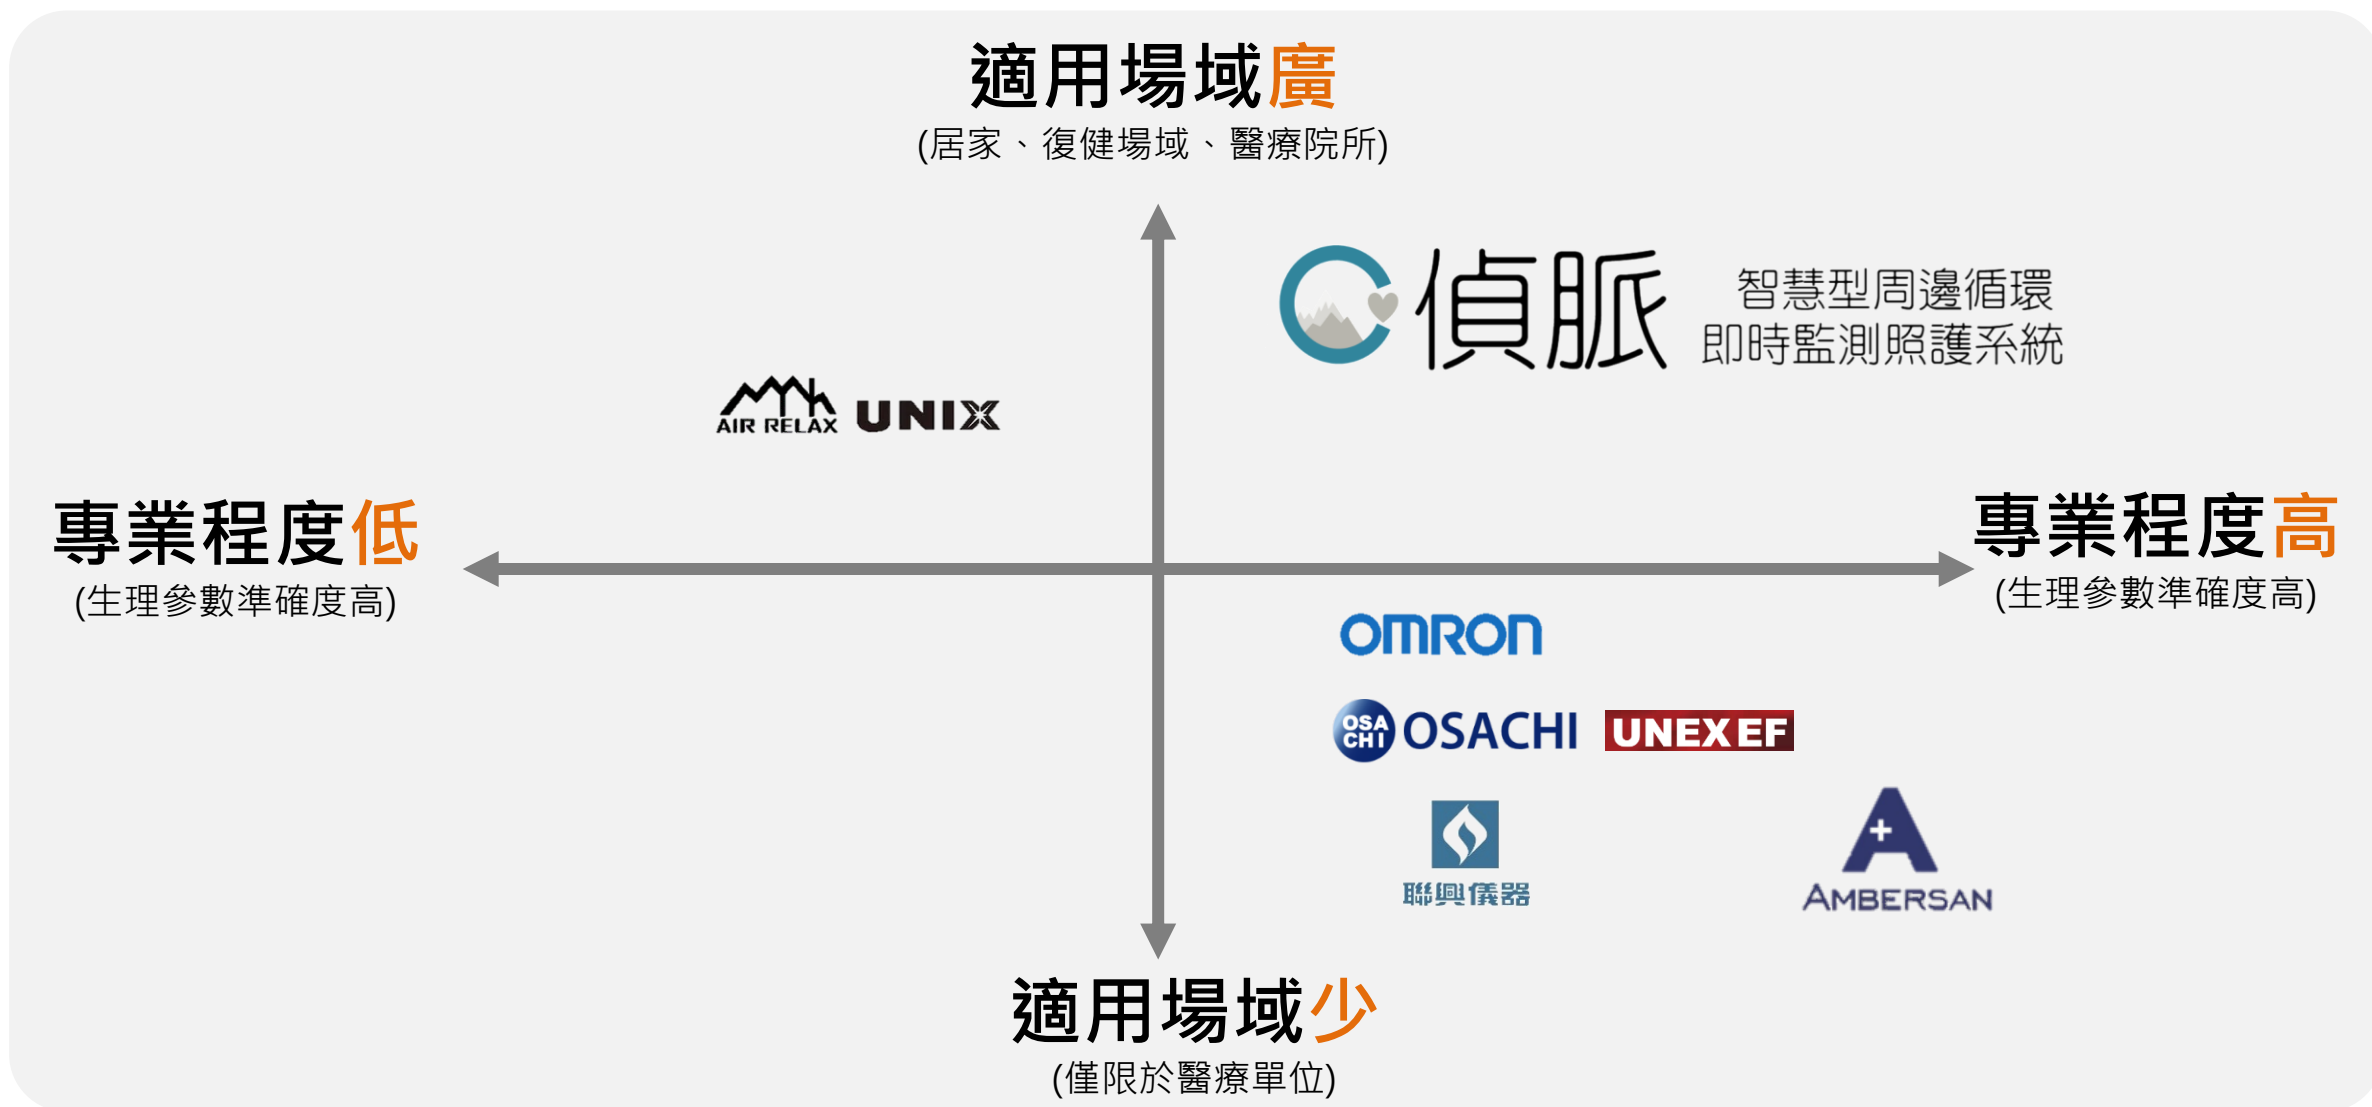 適用場域廣
(居家、復健場域、醫療院所)
偵脈
智慧型周邊循環
即時監測照護系統
AIR RELAX
UNIX
專業程度低
(生理參數準確度高)
專業程度高
(生理參數準確度高)
OMRON
OSA
CHI
OSACHI
UNEX EF
聯興儀器
AMBERSAN
適用場域少
(僅限於醫療單位)